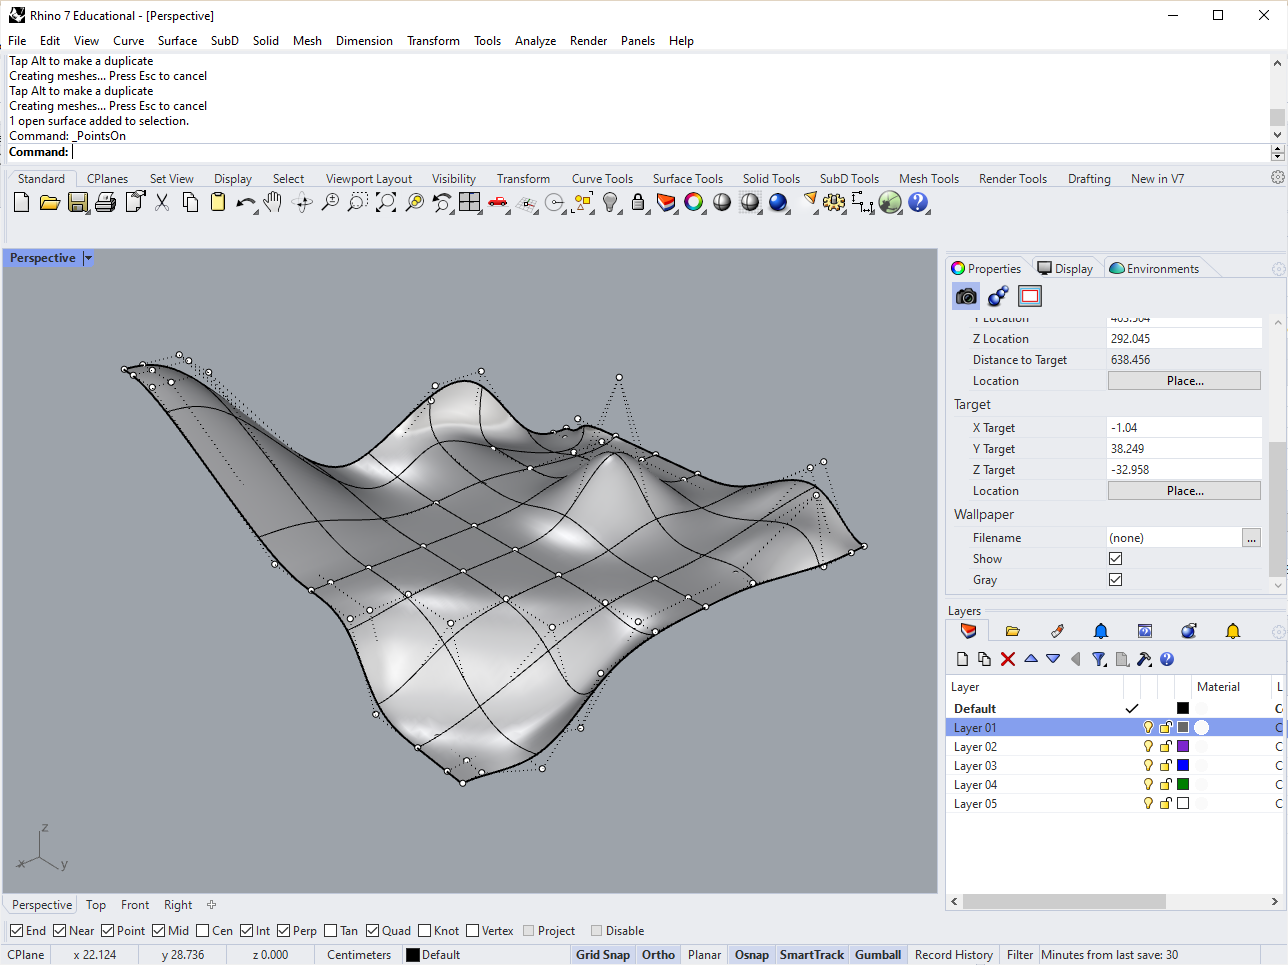 Rhino 7 Educational - [Perspective]
File Edit View Curve Surface SubD Solid Mesh Dimension Transform Tools Analyze Render Panels Help
Tap Alt to make a duplicate
Creating meshes... Press Esc to cancel
Tap Alt to make a duplicate
Creating meshes... Press Esc to cancel
1 open surface added to selection.
Command: _PointsOn
Command:
Standard CPlanes Set View Display Select Viewport Layout Visibility Transform Curve Tools Surface Tools Solid Tools SubD Tools Mesh Tools Render Tools Drafting New in V7
Perspective
Properties Display Environments
Y Location 463.504
Z Location 292.045
Distance to Target 638.456
Location Place...
Target
X Target -1.04
Y Target 38.249
Z Target -32.958
Location Place...
Wallpaper
Filename (none) ...
Show
Gray
Layers
Layer Material L
Default C
Layer 01 C
Layer 02 C
Layer 03 C
Layer 04 C
Layer 05 C
z
x y
Perspective Top Front Right
End Near Point Mid Cen Int Perp Tan Quad Knot Vertex Project Disable
CPlane x 22.124 y 28.736 z 0.000 Centimeters Default Grid Snap Ortho Planar Osnap SmartTrack Gumball Record History Filter Minutes from last save: 30